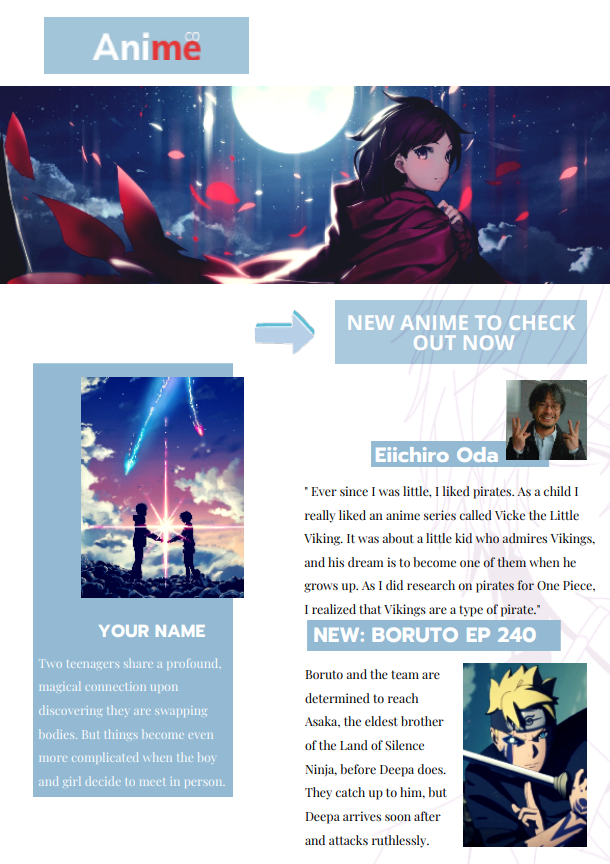 Anime
NEW ANIME TO CHECK
OUT NOW
Eiichiro Oda
" Ever since I was little, I liked pirates. As a child I
really liked an anime series called Vicke the Little
Viking. It was about a little kid who admires Vikings,
and his dream is to become one of them when he
grows up. As I did research on pirates for One Piece,
I realized that Vikings are a type of pirate."
YOUR NAME
Two teenagers share a profound,
magical connection upon
discovering they are swapping
bodies. But things become even
more complicated when the boy
and girl decide to meet in person.
NEW: BORUTO EP 240
Boruto and the team are
determined to reach
Asaka, the eldest brother
of the Land of Silence
Ninja, before Deepa does.
They catch up to him, but
Deepa arrives soon after
and attacks ruthlessly.